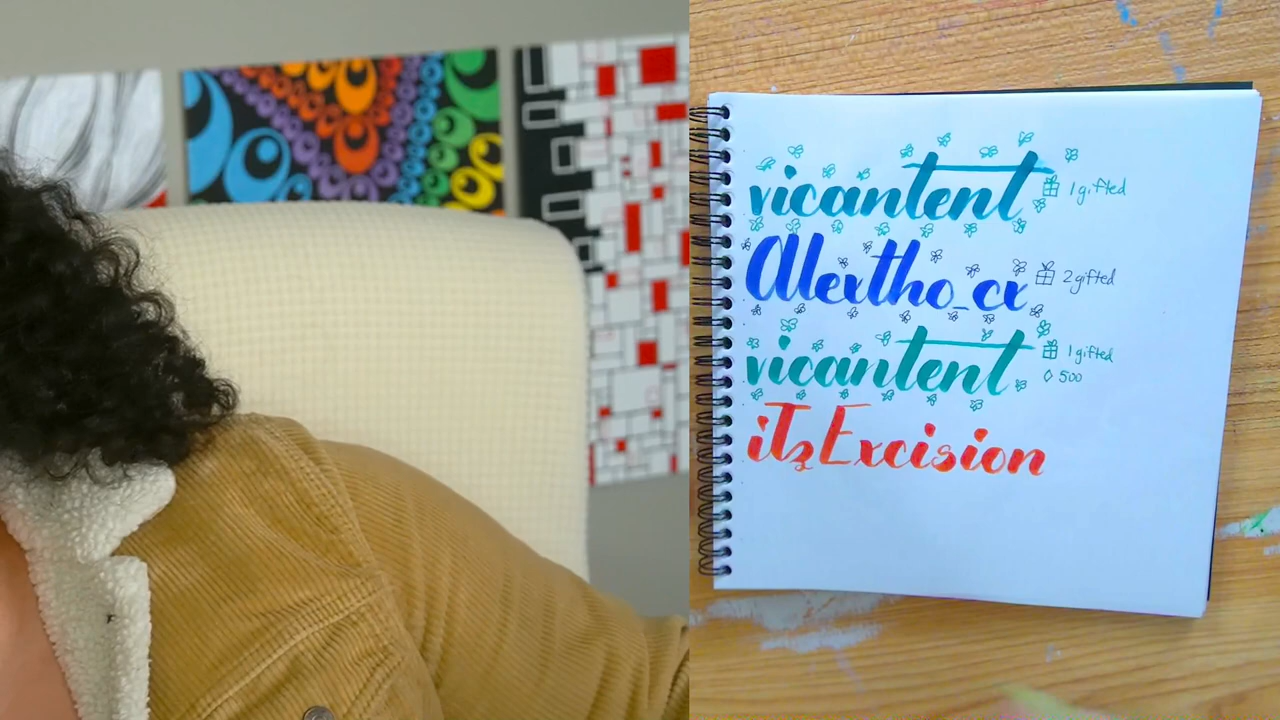 vicantent 1 gifted
Alextho_cx 2 gifted
vicantent 1 gifted
◇ 500
itzExcision